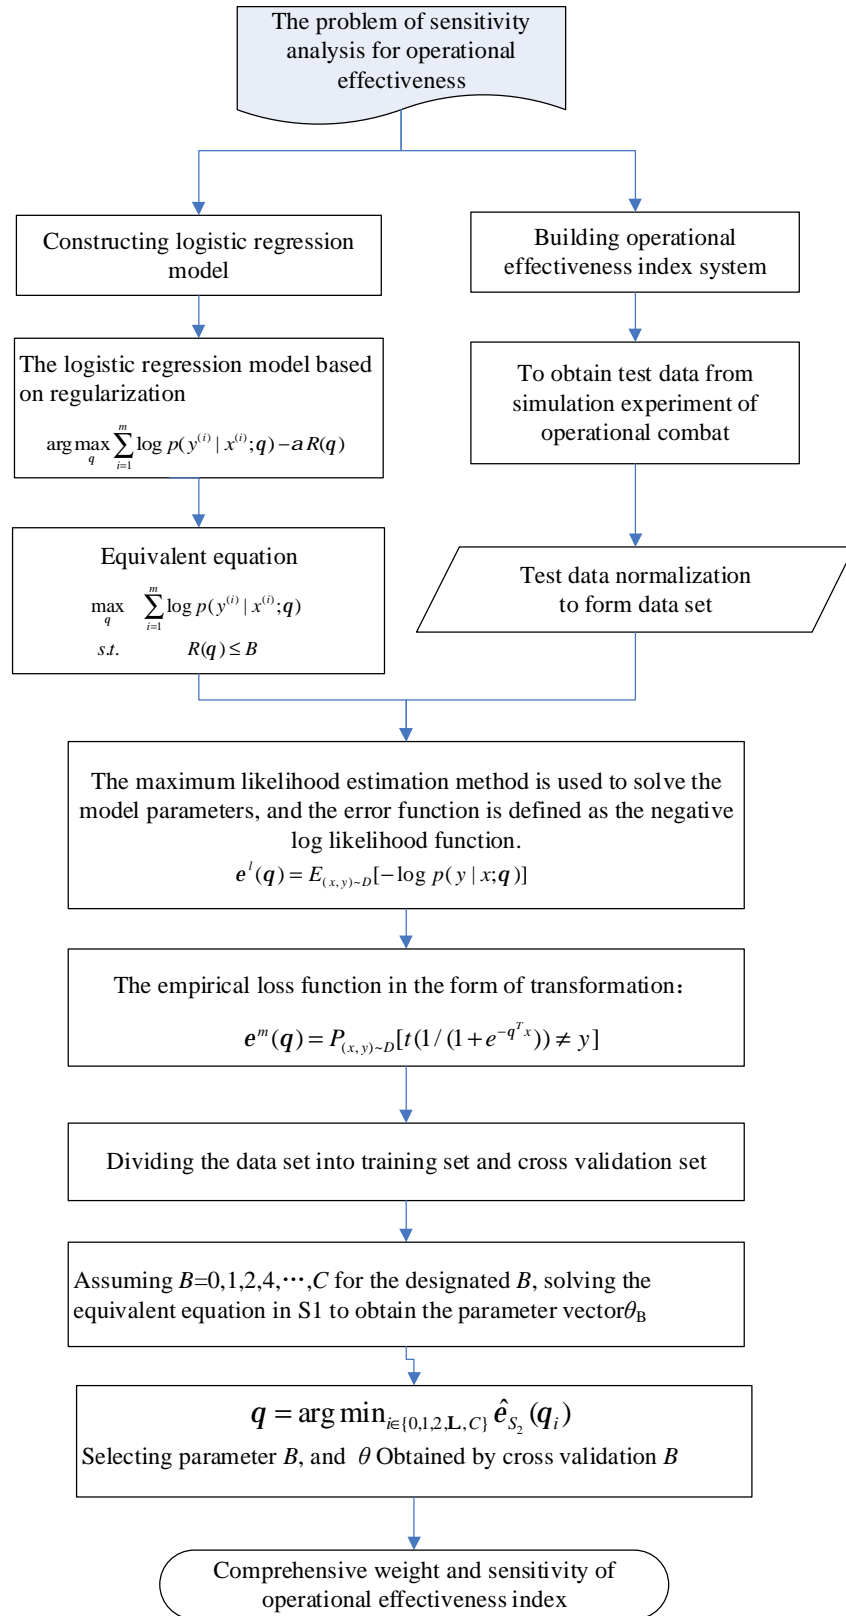 The problem of sensitivity
analysis for operational
effectiveness
Constructing logistic regression
model
Building operational
effectiveness index system
The logistic regression model based
on regularization
arg max_q ∑_{i=1}^{m} log p(y^{(i)} | x^{(i)};q) − a R(q)
To obtain test data from
simulation experiment of
operational combat
Equivalent equation
max_q ∑_{i=1}^{m} log p(y^{(i)} | x^{(i)};q)
s.t. R(q) ≤ B
Test data normalization
to form data set
The maximum likelihood estimation method is used to solve the
model parameters, and the error function is defined as the negative
log likelihood function.
e^l(q) = E_{(x,y)~D}[−log p(y | x;q)]
The empirical loss function in the form of transformation：
e^m(q) = P_{(x,y)~D}[t(1/(1+e^{−q^T x})) ≠ y]
Dividing the data set into training set and cross validation set
Assuming B=0,1,2,4,⋯,C for the designated B, solving the
equivalent equation in S1 to obtain the parameter vectorθ_B
q = arg min_{i∈{0,1,2,L,C}} ê_{S_2}(q_i)
Selecting parameter B, and θ Obtained by cross validation B
Comprehensive weight and sensitivity of
operational effectiveness index